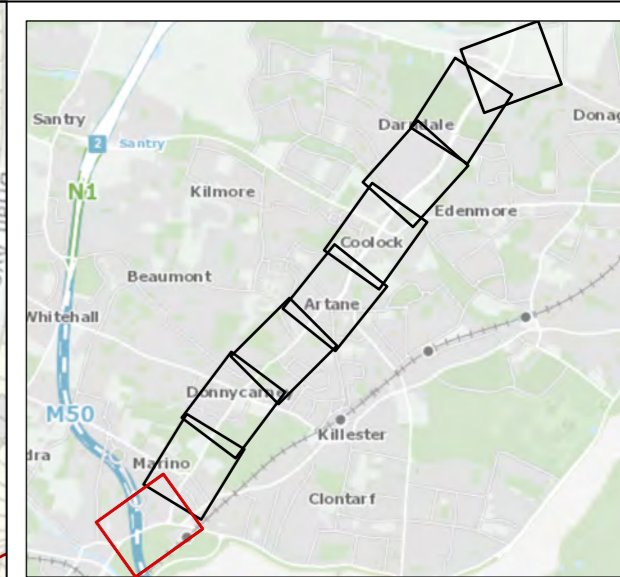 Santry
2
Santry
Darndale
Donag
N1
Kilmore
Edenmore
Coolock
Beaumont
Artane
Whitehall
Donnycarney
M50
Killester
dra
Marino
Clontarf